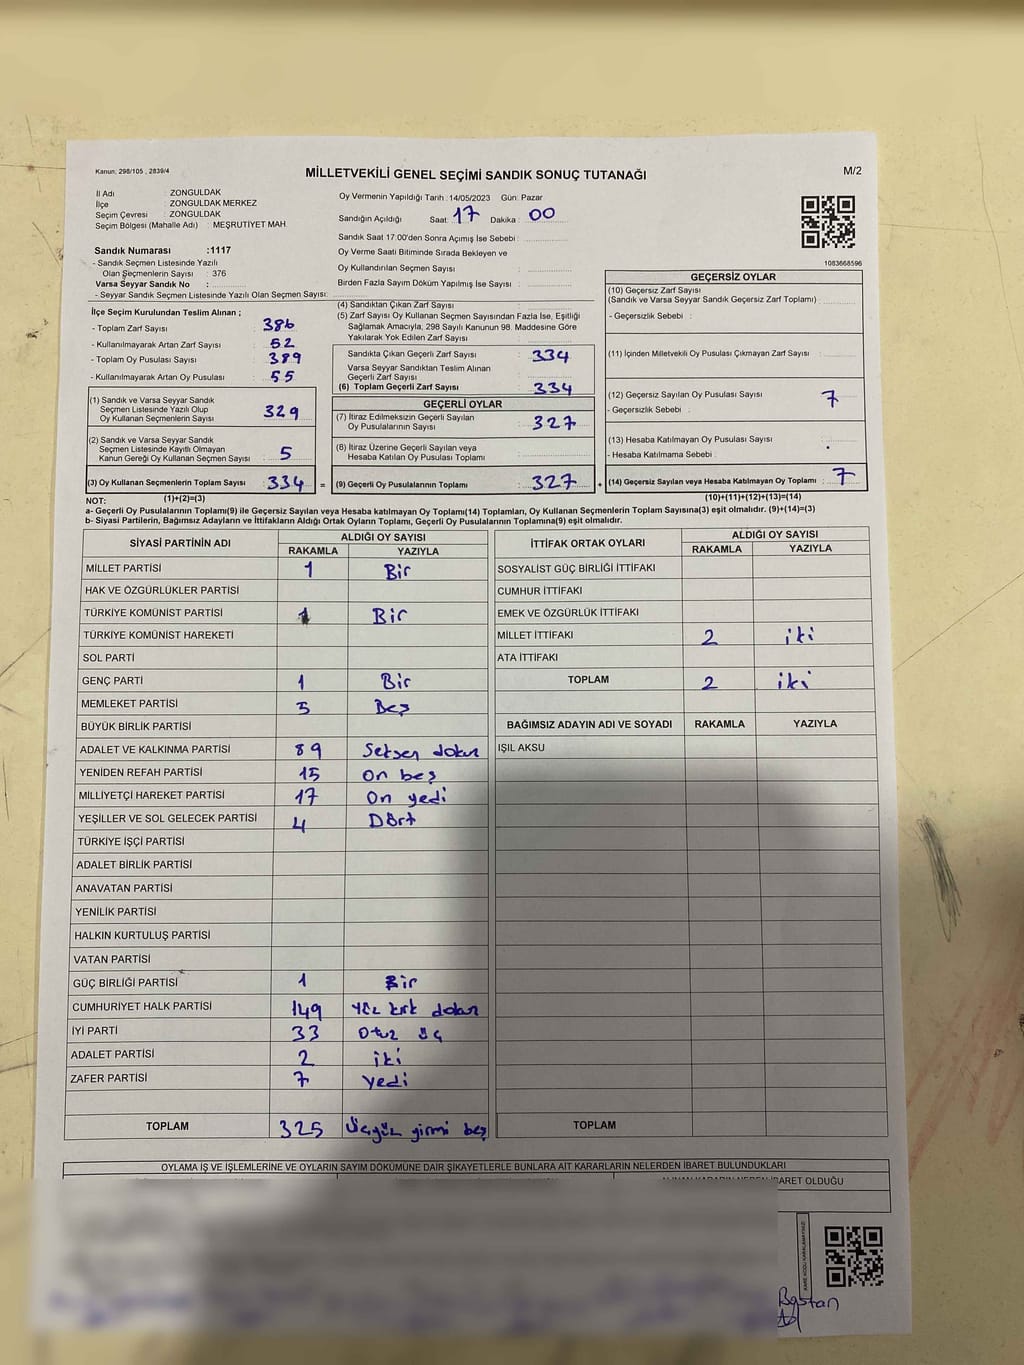 Kanun, 298/105 , 2839/4
MİLLETVEKİLİ GENEL SEÇİMİ SANDIK SONUÇ TUTANAĞI
M/2
İl Adı : ZONGULDAK
İlçe : ZONGULDAK MERKEZ
Seçim Çevresi : ZONGULDAK
Seçim Bölgesi (Mahalle Adı) : MEŞRUTİYET MAH
Sandık Numarası :1117
- Sandık Seçmen Listesinde Yazılı
Olan Seçmenlerin Sayısı : 376
Varsa Seyyar Sandık No :
- Seyyar Sandık Seçmen Listesinde Yazılı Olan Seçmen Sayısı:
Oy Vermenin Yapıldığı Tarih :14/05/2023 Gün: Pazar
Sandığın Açıldığı Saat: 17 Dakika : 00
Sandık Saat 17.00'den Sonra Açımış İse Sebebi :
Oy Verme Saati Bitiminde Sırada Bekleyen ve
Oy Kullandırılan Seçmen Sayısı :
Birden Fazla Sayım Döküm Yapılmış İse Sayısı :
1083668596
İlçe Seçim Kurulundan Teslim Alınan ;
- Toplam Zarf Sayısı : 386
- Kullanılmayarak Artan Zarf Sayısı : 52
- Toplam Oy Pusulası Sayısı : 389
- Kullanılmayarak Artan Oy Pusulası : 55
(1) Sandık ve Varsa Seyyar Sandık
Seçmen Listesinde Yazılı Olup
Oy Kullanan Seçmenlerin Sayısı : 329
(2) Sandık ve Varsa Seyyar Sandık
Seçmen Listesinde Kayıtlı Olmayan
Kanun Gereği Oy Kullanan Seçmen Sayısı : 5
(3) Oy Kullanan Seçmenlerin Toplam Sayısı : 334 =
(4) Sandıktan Çıkan Zarf Sayısı :
(5) Zarf Sayısı Oy Kullanan Seçmen Sayısından Fazla İse, Eşitliği
Sağlamak Amacıyla, 298 Sayılı Kanunun 98. Maddesine Göre
Yakılarak Yok Edilen Zarf Sayısı :
Sandıkta Çıkan Geçerli Zarf Sayısı : 334
Varsa Seyyar Sandıktan Teslim Alınan
Geçerli Zarf Sayısı :
(6) Toplam Geçerli Zarf Sayısı : 334
GEÇERLİ OYLAR
(7) İtiraz Edilmeksizin Geçerli Sayılan
Oy Pusulalarının Sayısı : 327
(8) İtiraz Üzerine Geçerli Sayılan veya
Hesaba Katılan Oy Pusulası Toplamı :
(9) Geçerli Oy Pusulalarının Toplamı : 327 +
GEÇERSİZ OYLAR
(10) Geçersiz Zarf Sayısı
(Sandık ve Varsa Seyyar Sandık Geçersiz Zarf Toplamı) :
- Geçersizlik Sebebi :
(11) İçinden Milletvekili Oy Pusulası Çıkmayan Zarf Sayısı :
(12) Geçersiz Sayılan Oy Pusulası Sayısı : 7
- Geçersizlik Sebebi :
(13) Hesaba Katılmayan Oy Pusulası Sayısı :
- Hesaba Katılmama Sebebi :
(14) Geçersiz Sayılan veya Hesaba Katılmayan Oy Toplamı : 7
NOT: (1)+(2)=(3)
(10)+(11)+(12)+(13)=(14)
a- Geçerli Oy Pusulalarının Toplamı(9) ile Geçersiz Sayılan veya Hesaba katılmayan Oy Toplamı(14) Toplamları, Oy Kullanan Seçmenlerin Toplam Sayısına(3) eşit olmalıdır. (9)+(14)=(3)
b- Siyasi Partilerin, Bağımsız Adayların ve İttifakların Aldığı Ortak Oyların Toplamı, Geçerli Oy Pusulalarının Toplamına(9) eşit olmalıdır.
SİYASİ PARTİNİN ADI ALDIĞI OY SAYISI
RAKAMLA YAZIYLA
MİLLET PARTİSİ 1 Bir
HAK VE ÖZGÜRLÜKLER PARTİSİ
TÜRKİYE KOMÜNİST PARTİSİ 1 Bir
TÜRKİYE KOMÜNİST HAREKETİ
SOL PARTİ
GENÇ PARTİ 1 Bir
MEMLEKET PARTİSİ 5 Beş
BÜYÜK BİRLİK PARTİSİ
ADALET VE KALKINMA PARTİSİ 89 Seksen dokuz
YENİDEN REFAH PARTİSİ 15 On beş
MİLLİYETÇİ HAREKET PARTİSİ 17 On yedi
YEŞİLLER VE SOL GELECEK PARTİSİ 4 Dört
TÜRKİYE İŞÇİ PARTİSİ
ADALET BİRLİK PARTİSİ
ANAVATAN PARTİSİ
YENİLİK PARTİSİ
HALKIN KURTULUŞ PARTİSİ
VATAN PARTİSİ
GÜÇ BİRLİĞİ PARTİSİ 1 Bir
CUMHURİYET HALK PARTİSİ 149 Yüz kırk dokuz
İYİ PARTİ 33 Otuz üç
ADALET PARTİSİ 2 iki
ZAFER PARTİSİ 7 yedi
TOPLAM 325 Üçyüz yirmi beş
İTTİFAK ORTAK OYLARI ALDIĞI OY SAYISI
RAKAMLA YAZIYLA
SOSYALİST GÜÇ BİRLİĞİ İTTİFAKI
CUMHUR İTTİFAKI
EMEK VE ÖZGÜRLÜK İTTİFAKI
MİLLET İTTİFAKI 2 iki
ATA İTTİFAKI
TOPLAM 2 iki
BAĞIMSIZ ADAYIN ADI VE SOYADI RAKAMLA YAZIYLA
IŞIL AKSU
TOPLAM
OYLAMA İŞ VE İŞLEMLERİNE VE OYLARIN SAYIM DÖKÜMÜNE DAİR ŞİKAYETLERLE BUNLARA AİT KARARLARIN NELERDEN İBARET BULUNDUKLARI
ALINAN KARARIN NEDEN İBARET OLDUĞU